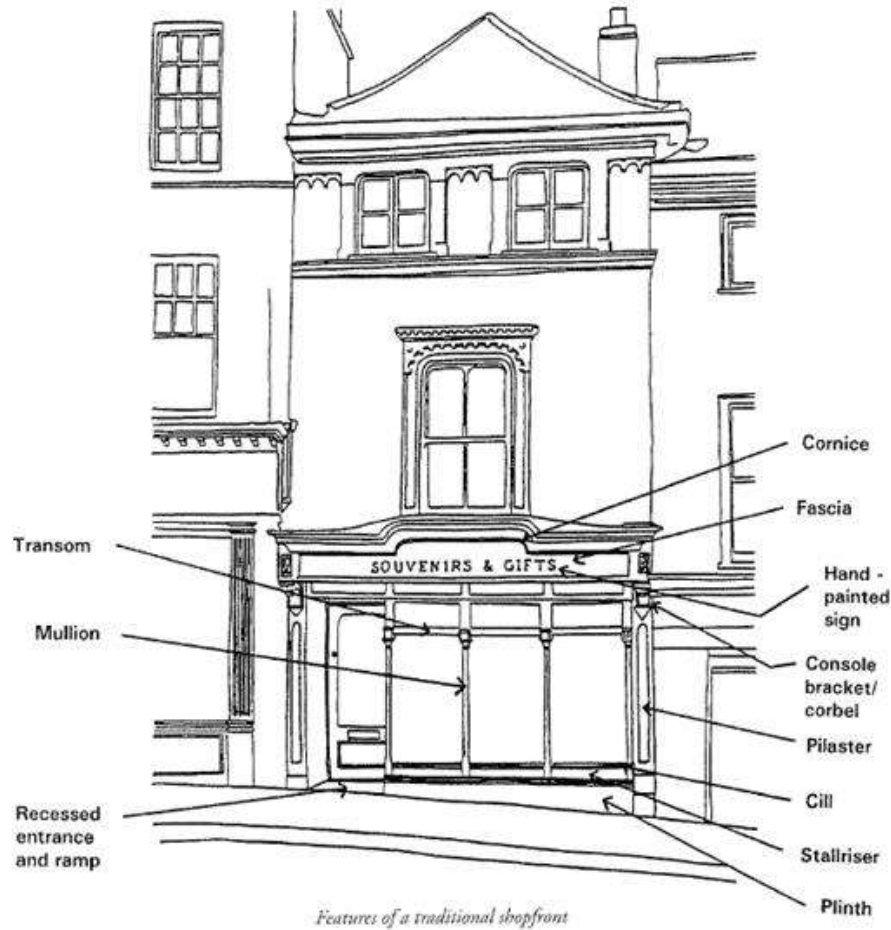 Cornice
Fascia
Transom
SOUVENIRS & GIFTS
Hand -
painted
sign
Mullion
Console
bracket/
corbel
Pilaster
Cill
Recessed
entrance
and ramp
Stallriser
Plinth
Features of a traditional shopfront